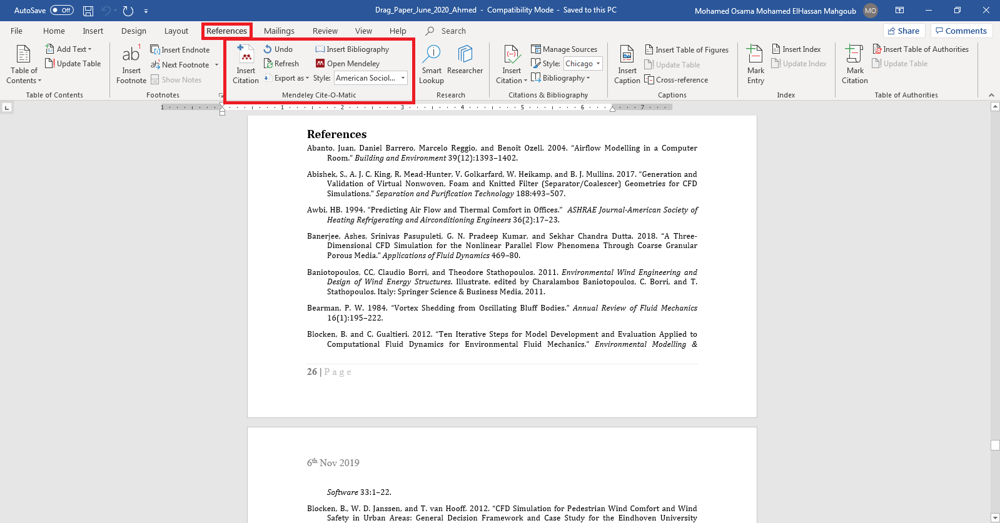 AutoSave Off
Drag_Paper_June_2020_Ahmed - Compatibility Mode - Saved to this PC
Mohamed Osama Mohamed ElHassan Mahgoub MO
File Home Insert Design Layout References Mailings Review View Help Search
Share Comments
Table of Contents
Add Text
Update Table
Table of Contents
ab1
Insert Footnote
Insert Endnote
Next Footnote
Show Notes
Footnotes
Insert Citation
Undo
Refresh
Export as
Insert Bibliography
Open Mendeley
Style: American Sociol...
Mendeley Cite-O-Matic
Smart Lookup
Researcher
Research
Insert Citation
Manage Sources
Style: Chicago
Bibliography
Citations & Bibliography
Insert Caption
Insert Table of Figures
Update Table
Cross-reference
Captions
Mark Entry
Insert Index
Update Index
Index
Mark Citation
Insert Table of Authorities
Update Table
Table of Authorities
1 1 2 3 4 5 6 7
References
Abanto, Juan, Daniel Barrero, Marcelo Reggio, and Benoît Ozell. 2004. “Airflow Modelling in a Computer
Room.” Building and Environment 39(12):1393–1402.
Abishek, S., A. J. C. King, R. Mead-Hunter, V. Golkarfard, W. Heikamp, and B. J. Mullins. 2017. “Generation and
Validation of Virtual Nonwoven, Foam and Knitted Filter (Separator/Coalescer) Geometries for CFD
Simulations.” Separation and Purification Technology 188:493–507.
Awbi, HB. 1994. “Predicting Air Flow and Thermal Comfort in Offices.” ASHRAE Journal-American Society of
Heating Refrigerating and Airconditioning Engineers 36(2):17–23.
Banerjee, Ashes, Srinivas Pasupuleti, G. N. Pradeep Kumar, and Sekhar Chandra Dutta. 2018. “A Three-
Dimensional CFD Simulation for the Nonlinear Parallel Flow Phenomena Through Coarse Granular
Porous Media.” Applications of Fluid Dynamics 469–80.
Baniotopoulos, CC, Claudio Borri, and Theodore Stathopoulos. 2011. Environmental Wind Engineering and
Design of Wind Energy Structures. Illustrate. edited by Charalambos Baniotopoulos, C. Borri, and T.
Stathopoulos. Italy: Springer Science & Business Media, 2011.
Bearman, P. W. 1984. “Vortex Shedding from Oscillating Bluff Bodies.” Annual Review of Fluid Mechanics
16(1):195–222.
Blocken, B. and C. Gualtieri. 2012. “Ten Iterative Steps for Model Development and Evaluation Applied to
Computational Fluid Dynamics for Environmental Fluid Mechanics.” Environmental Modelling &
26 | P a g e
6th Nov 2019
Software 33:1–22.
Blocken, B., W. D. Janssen, and T. van Hooff. 2012. “CFD Simulation for Pedestrian Wind Comfort and Wind
Safety in Urban Areas: General Decision Framework and Case Study for the Eindhoven University